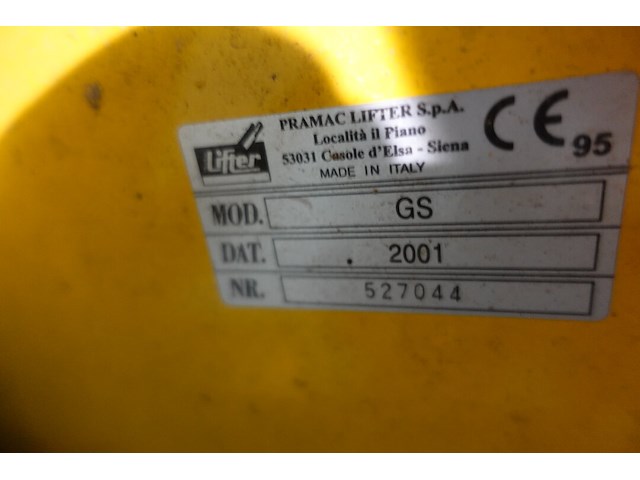 Lifter
PRAMAC LIFTER S.p.A.
Località il Piano
53031 Casole d'Elsa - Siena
MADE IN ITALY
CE 95
MOD. GS
DAT. . 2001
NR. 527044